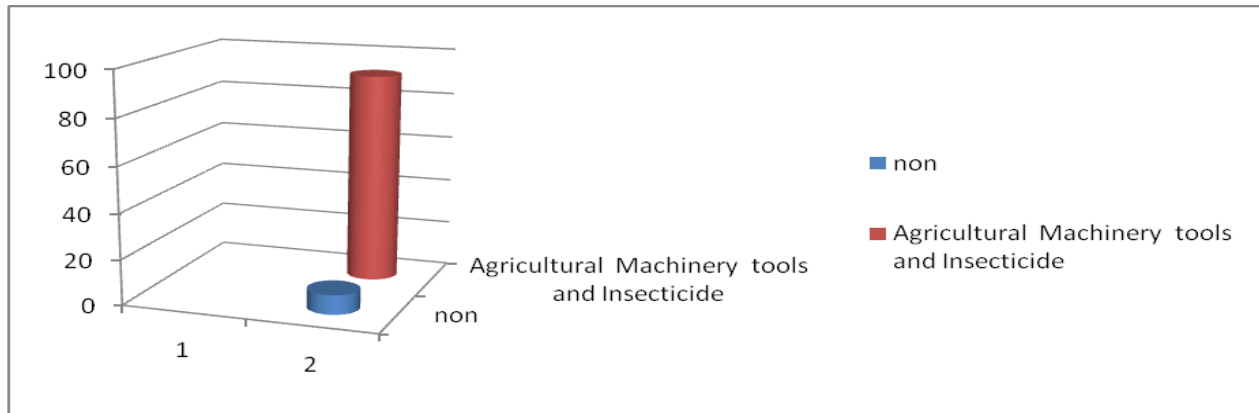 100
80
60
40
20
0
1
2
non
Agricultural Machinery tools
and Insecticide
non
Agricultural Machinery tools
and Insecticide